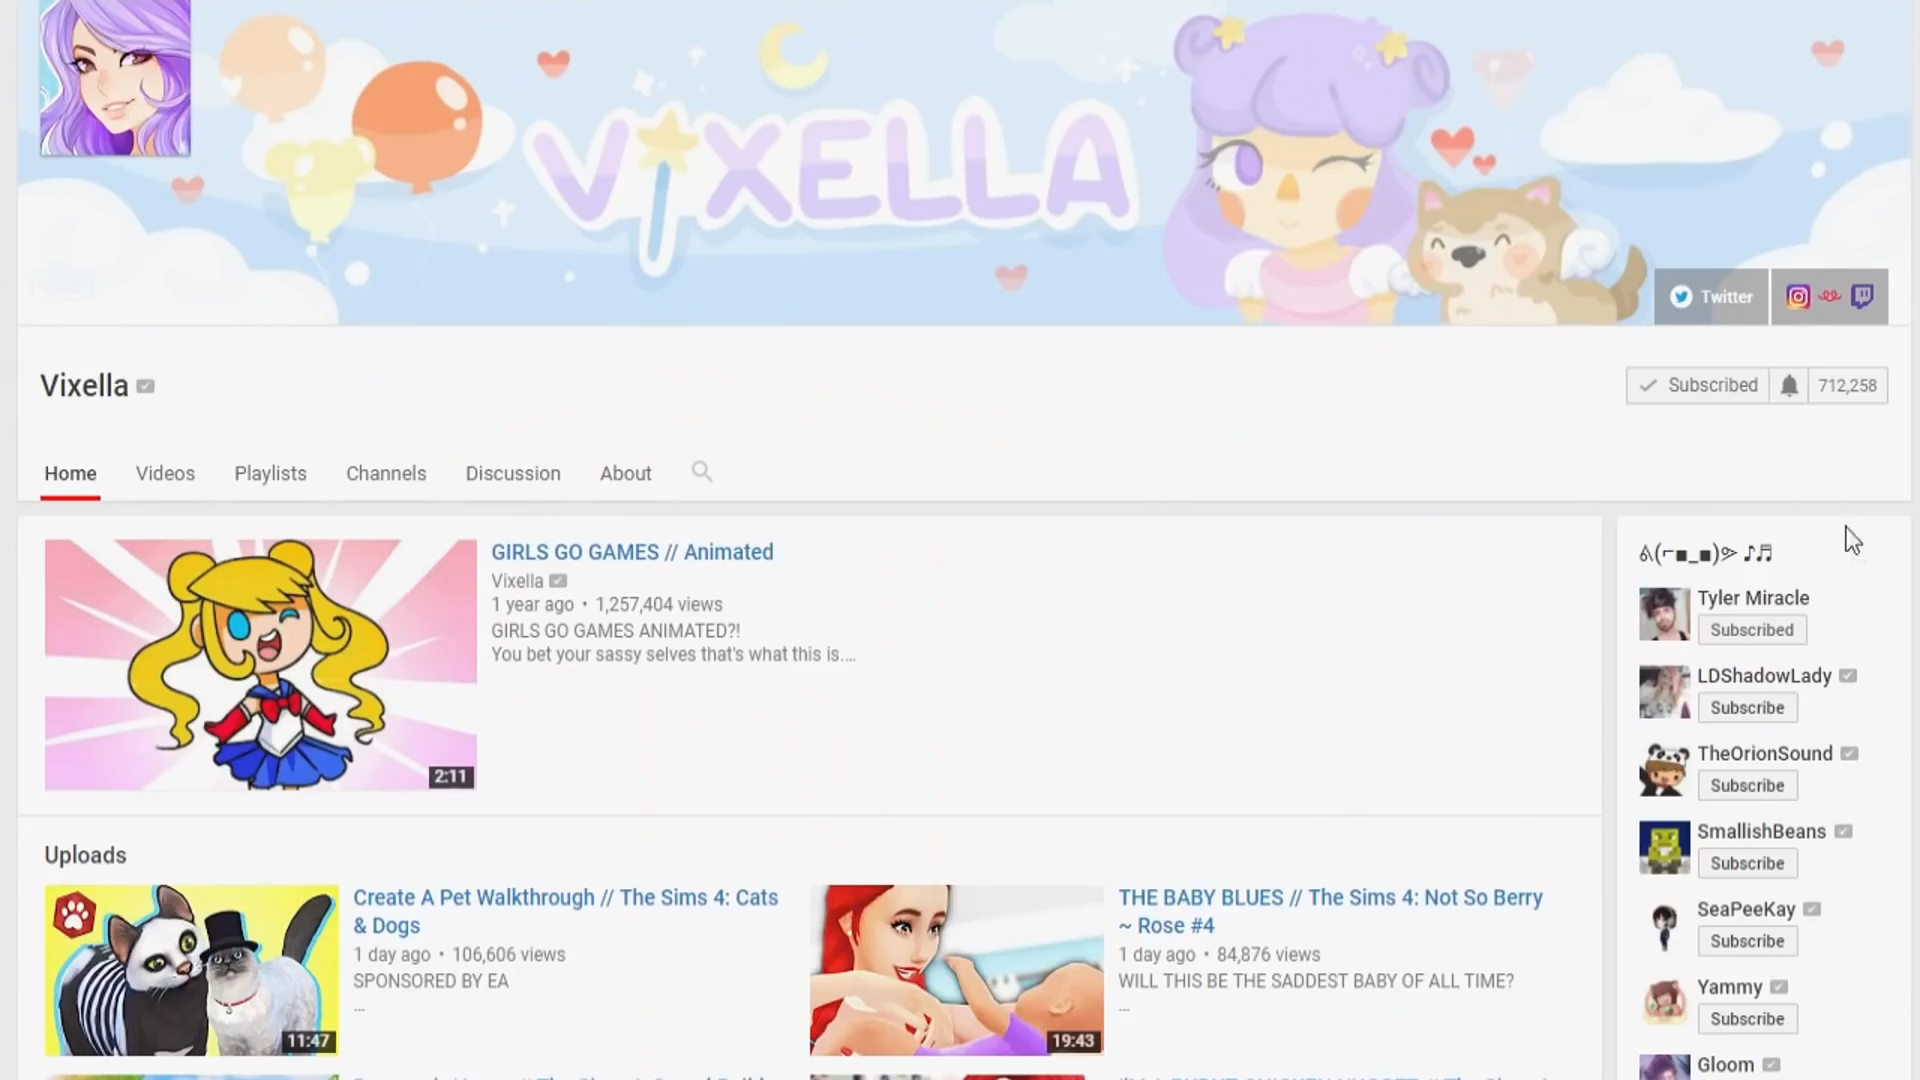 VIXELLA
Twitter
Vixella
Subscribed
712,258
Home
Videos
Playlists
Channels
Discussion
About
GIRLS GO GAMES // Animated
Vixella
1 year ago • 1,257,404 views
GIRLS GO GAMES ANIMATED?!
You bet your sassy selves that's what this is....
2:11
Uploads
Create A Pet Walkthrough // The Sims 4: Cats
& Dogs
1 day ago • 106,606 views
SPONSORED BY EA
...
11:47
THE BABY BLUES // The Sims 4: Not So Berry
~ Rose #4
1 day ago • 84,876 views
WILL THIS BE THE SADDEST BABY OF ALL TIME?
...
19:43
Tyler Miracle
Subscribed
LDShadowLady
Subscribe
TheOrionSound
Subscribe
SmallishBeans
Subscribe
SeaPeeKay
Subscribe
Yammy
Subscribe
Gloom